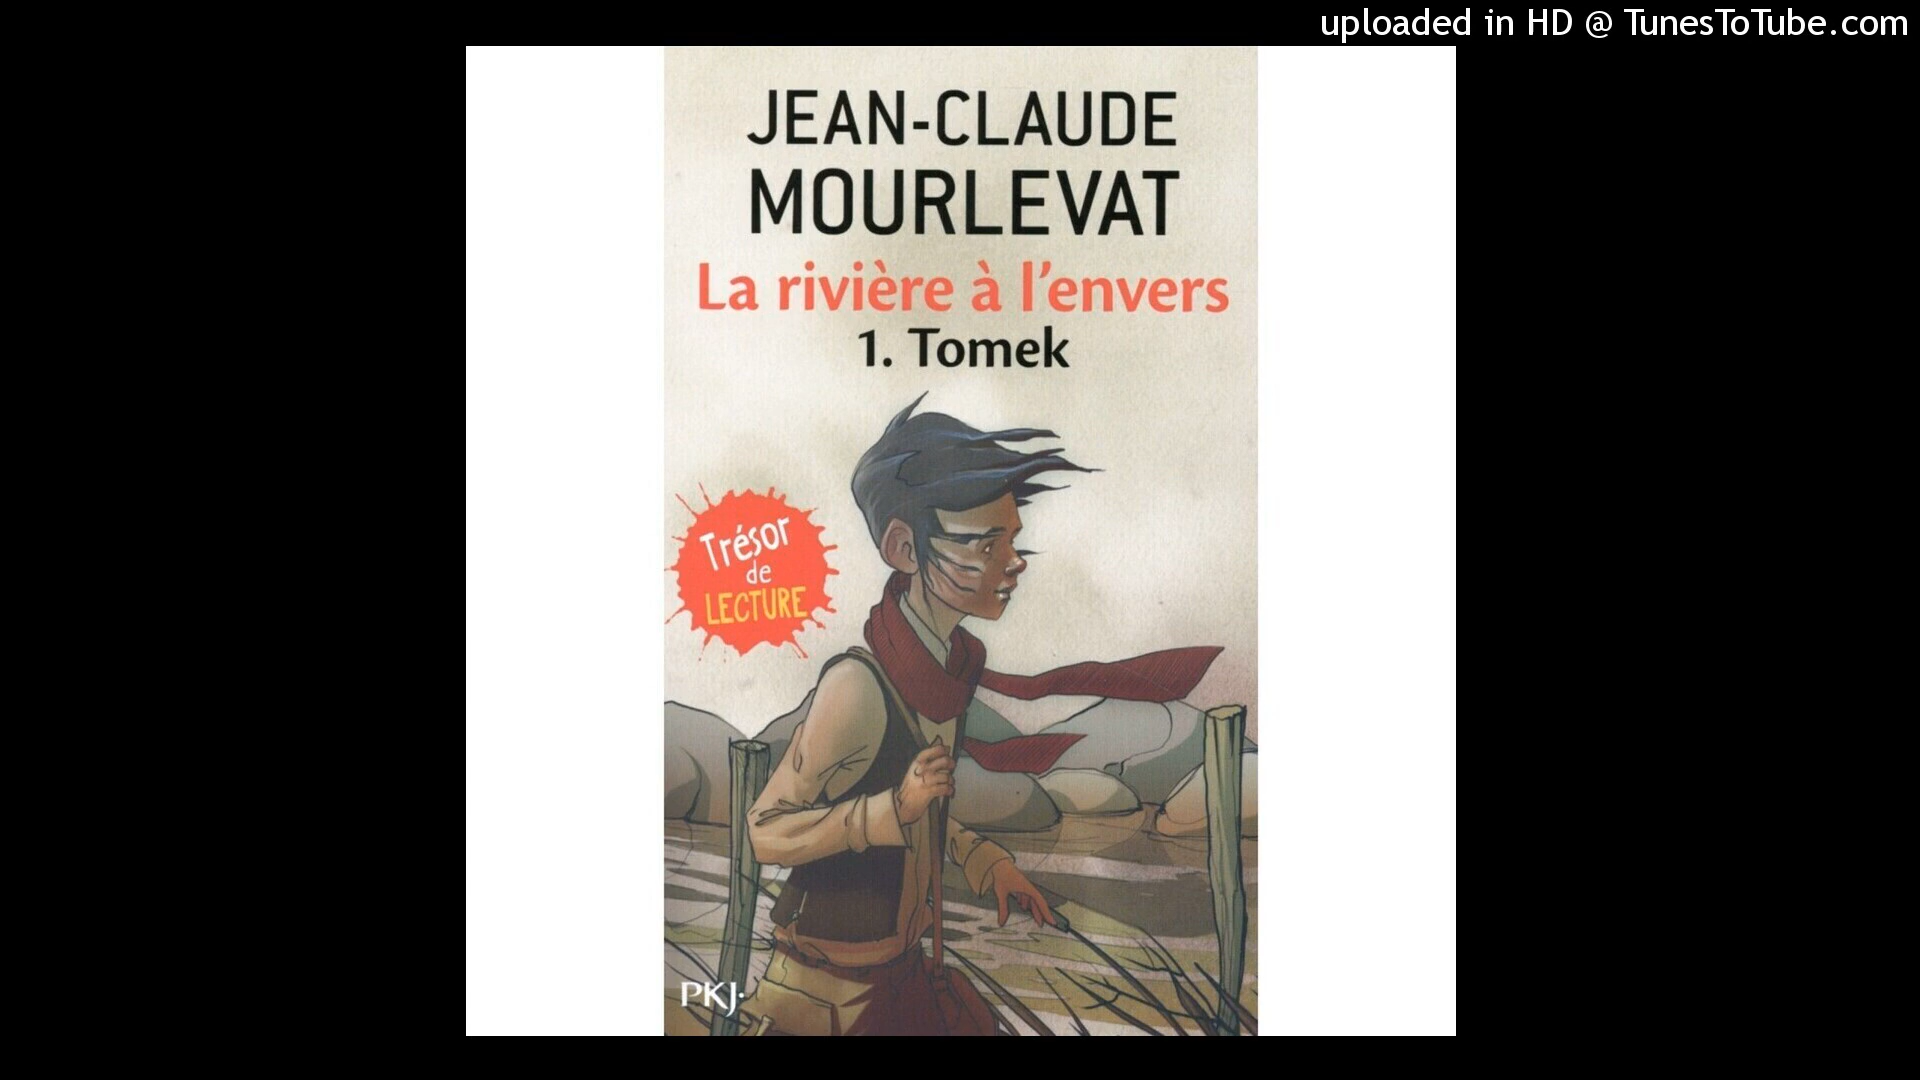 uploaded in HD @ TunesToTube.com
JEAN-CLAUDE
MOURLEVAT
La rivière à l'envers
1. Tomek
Trésor
de
LECTURE
PKJ.